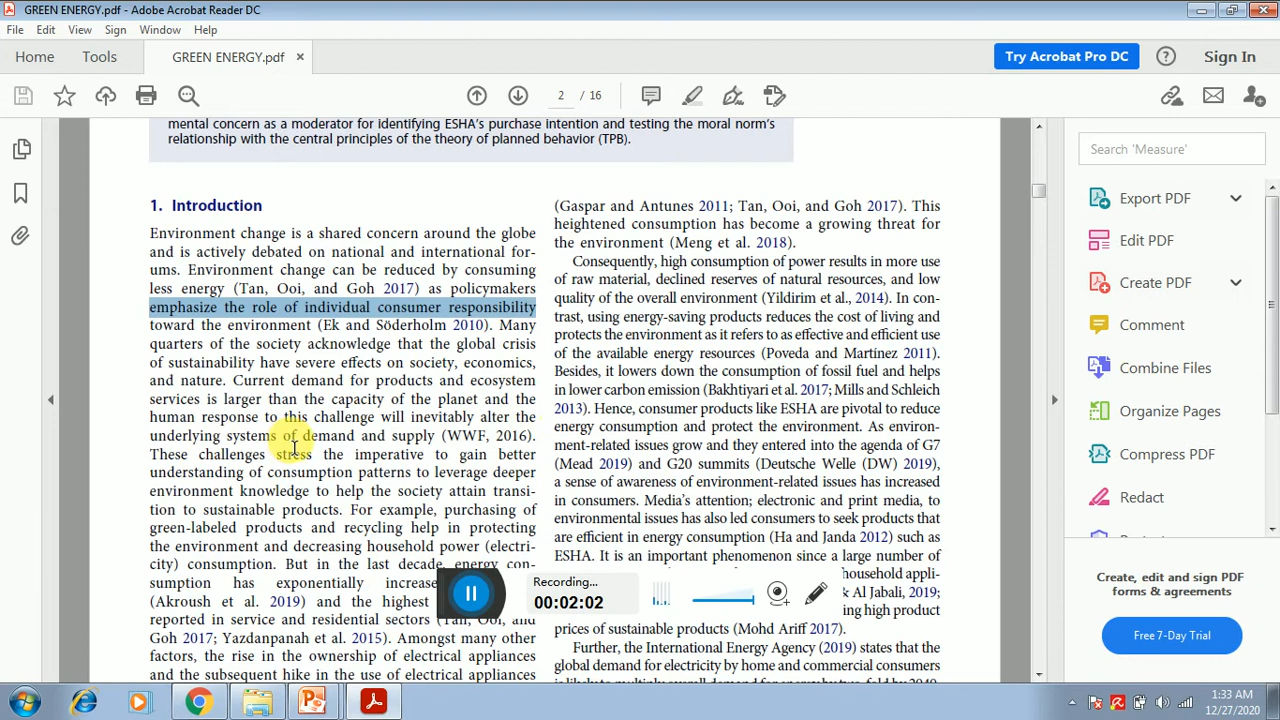 GREEN ENERGY.pdf - Adobe Acrobat Reader DC
File Edit View Sign Window Help
Home Tools GREEN ENERGY.pdf × Try Acrobat Pro DC Sign In
2 / 16
mental concern as a moderator for identifying ESHA's purchase intention and testing the moral norm's
relationship with the central principles of the theory of planned behavior (TPB).
1. Introduction
Environment change is a shared concern around the globe
and is actively debated on national and international for-
ums. Environment change can be reduced by consuming
less energy (Tan, Ooi, and Goh 2017) as policymakers
emphasize the role of individual consumer responsibility
toward the environment (Ek and Söderholm 2010). Many
quarters of the society acknowledge that the global crisis
of sustainability have severe effects on society, economics,
and nature. Current demand for products and ecosystem
services is larger than the capacity of the planet and the
human response to this challenge will inevitably alter the
underlying systems of demand and supply (WWF, 2016).
These challenges stress the imperative to gain better
understanding of consumption patterns to leverage deeper
environment knowledge to help the society attain transi-
tion to sustainable products. For example, purchasing of
green-labeled products and recycling help in protecting
the environment and decreasing household power (electri-
city) consumption. But in the last decade, energy con-
sumption has exponentially increase
(Akroush et al. 2019) and the highest
reported in service and residential sectors (Tan, Ooi, and
Goh 2017; Yazdanpanah et al. 2015). Amongst many other
factors, the rise in the ownership of electrical appliances
and the subsequent hike in the use of electrical appliances
(Gaspar and Antunes 2011; Tan, Ooi, and Goh 2017). This
heightened consumption has become a growing threat for
the environment (Meng et al. 2018).
Consequently, high consumption of power results in more use
of raw material, declined reserves of natural resources, and low
quality of the overall environment (Yildirim et al., 2014). In con-
trast, using energy-saving products reduces the cost of living and
protects the environment as it refers to as effective and efficient use
of the available energy resources (Poveda and Martínez 2011).
Besides, it lowers down the consumption of fossil fuel and helps
in lower carbon emission (Bakhtiyari et al. 2017; Mills and Schleich
2013). Hence, consumer products like ESHA are pivotal to reduce
energy consumption and protect the environment. As environ-
ment-related issues grow and they entered into the agenda of G7
(Mead 2019) and G20 summits (Deutsche Welle (DW) 2019),
a sense of awareness of environment-related issues has increased
in consumers. Media's attention; electronic and print media, to
environmental issues has also led consumers to seek products that
are efficient in energy consumption (Ha and Janda 2012) such as
ESHA. It is an important phenomenon since a large number of
household appli-
Al Jabali, 2019;
ing high product
prices of sustainable products (Mohd Ariff 2017).
Further, the International Energy Agency (2019) states that the
global demand for electricity by home and commercial consumers
Recording...
00:02:02
Search 'Measure'
Export PDF
Edit PDF
Create PDF
Comment
Combine Files
Organize Pages
Compress PDF
Redact
Create, edit and sign PDF
forms & agreements
Free 7-Day Trial
1:33 AM
12/27/2020